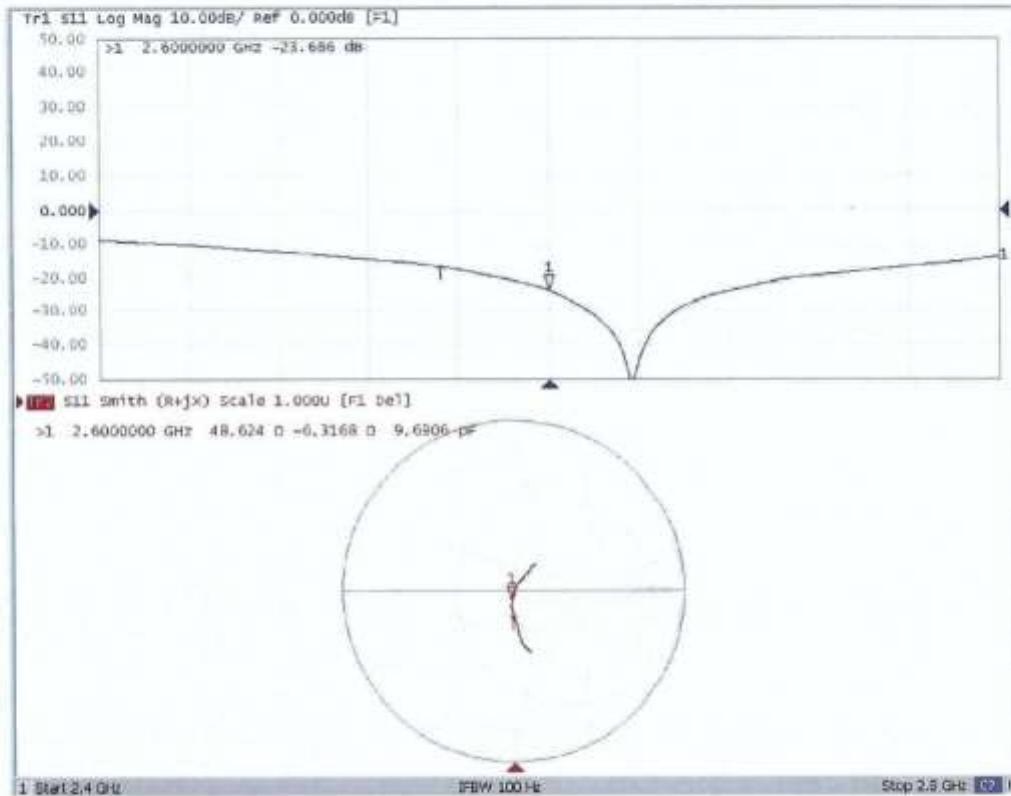 Tr1 S11 Log Mag 10.00dB/ Ref 0.000dB [F1]
50.00
>1 2.6000000 GHz -23.686 dB
40.00
30.00
20.00
10.00
0.000
-10.00
1
1
-20.00
-30.00
-40.00
-50.00
Tr2 S11 Smith (R+jX) Scale 1.000U [F1 Del]
>1 2.6000000 GHz 48.624 Ω -6.3168 Ω 9.6906 pF
1
1 Start 2.4 GHz
IFBW 100 Hz
Stop 2.8 GHz